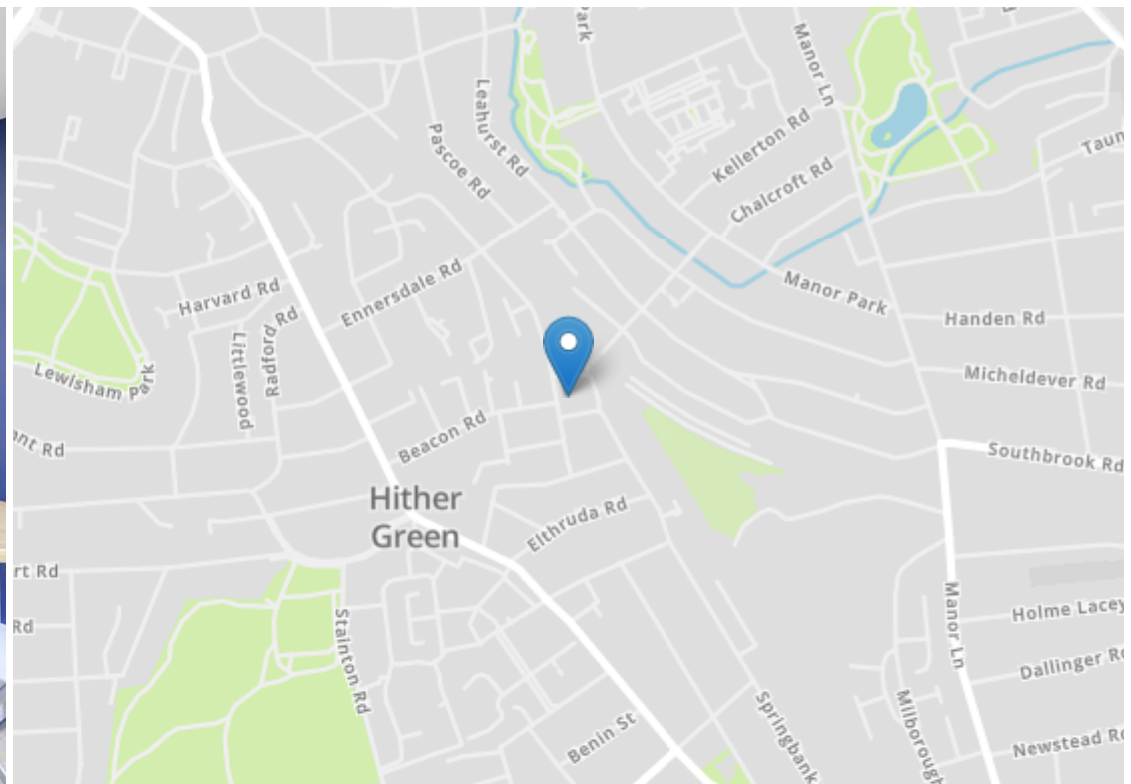 Park
Manor Ln
Leahurst Rd
Pascoe Rd
Kellerton Rd
Chalcroft Rd
Taun
Ennersdale Rd
Harvard Rd
Radford Rd
Littlewood
Manor Park
Handen Rd
Lewisham Park
Micheldever Rd
Beacon Rd
ant Rd
Southbrook Rd
Hither
Green
Elthruda Rd
rt Rd
Rd
Stainton Rd
Manor Ln
Holme Lacey
Dallinger Rd
Milborough
Springbank
Benin St
Newstead Rd